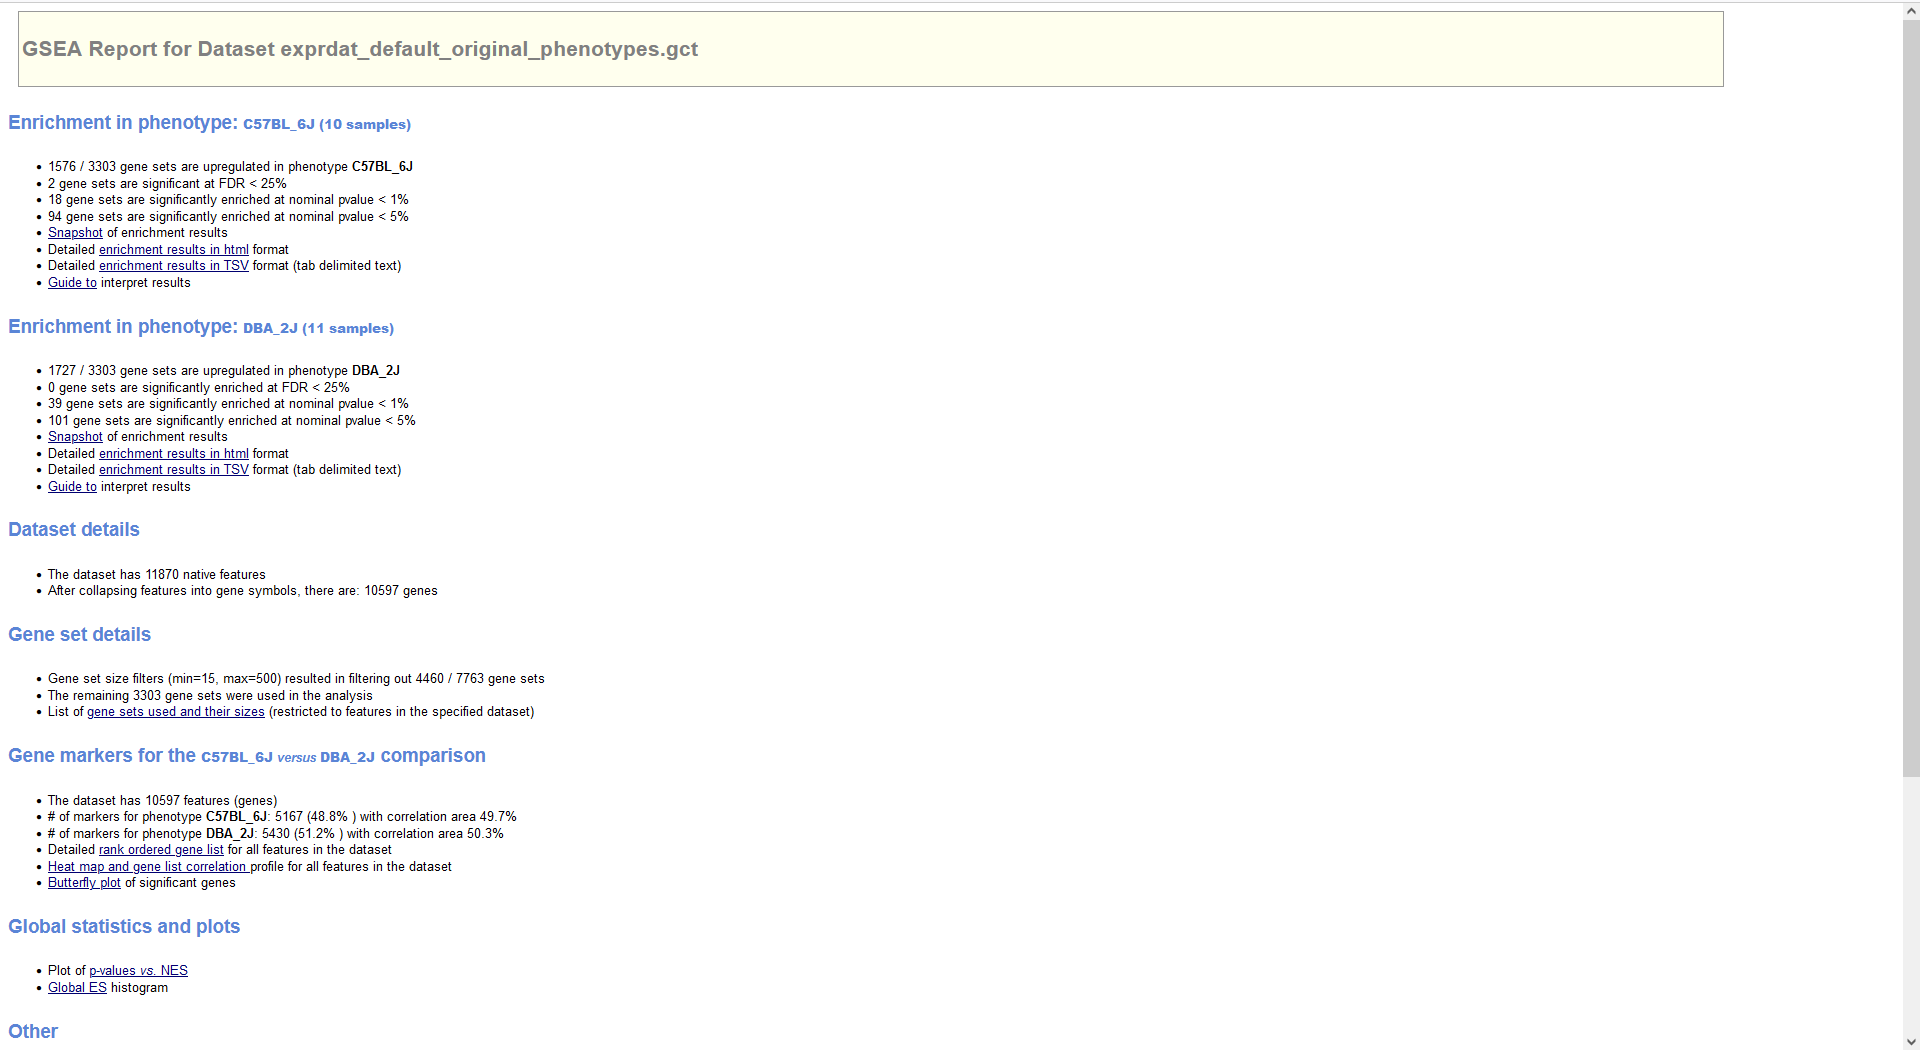 GSEA Report for Dataset exprdat_default_original_phenotypes.gct
Enrichment in phenotype: C57BL_6J (10 samples)
• 1576 / 3303 gene sets are upregulated in phenotype C57BL_6J
• 2 gene sets are significant at FDR < 25%
• 18 gene sets are significantly enriched at nominal pvalue < 1%
• 94 gene sets are significantly enriched at nominal pvalue < 5%
• Snapshot of enrichment results
• Detailed enrichment results in html format
• Detailed enrichment results in TSV format (tab delimited text)
• Guide to interpret results
Enrichment in phenotype: DBA_2J (11 samples)
• 1727 / 3303 gene sets are upregulated in phenotype DBA_2J
• 0 gene sets are significantly enriched at FDR < 25%
• 39 gene sets are significantly enriched at nominal pvalue < 1%
• 101 gene sets are significantly enriched at nominal pvalue < 5%
• Snapshot of enrichment results
• Detailed enrichment results in html format
• Detailed enrichment results in TSV format (tab delimited text)
• Guide to interpret results
Dataset details
• The dataset has 11870 native features
• After collapsing features into gene symbols, there are: 10597 genes
Gene set details
• Gene set size filters (min=15, max=500) resulted in filtering out 4460 / 7763 gene sets
• The remaining 3303 gene sets were used in the analysis
• List of gene sets used and their sizes (restricted to features in the specified dataset)
Gene markers for the C57BL_6J versus DBA_2J comparison
• The dataset has 10597 features (genes)
• # of markers for phenotype C57BL_6J: 5167 (48.8% ) with correlation area 49.7%
• # of markers for phenotype DBA_2J: 5430 (51.2% ) with correlation area 50.3%
• Detailed rank ordered gene list for all features in the dataset
• Heat map and gene list correlation profile for all features in the dataset
• Butterfly plot of significant genes
Global statistics and plots
• Plot of p-values vs. NES
• Global ES histogram
Other